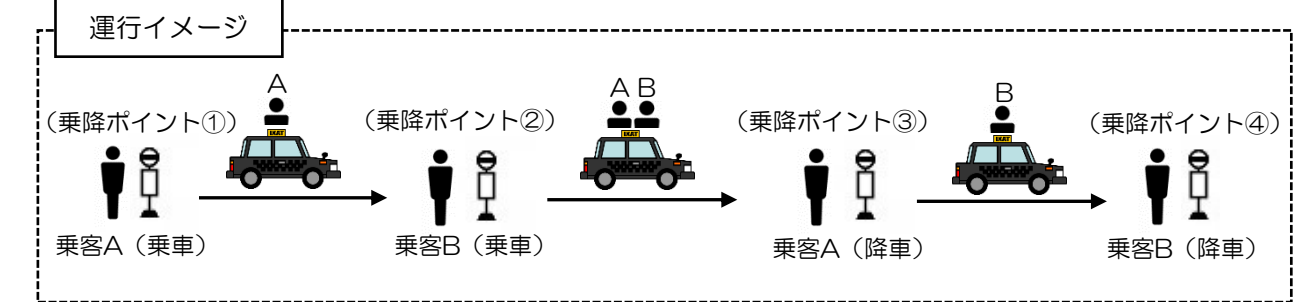 運行イメージ
A
A B
B
（乗降ポイント①）
（乗降ポイント②）
（乗降ポイント③）
（乗降ポイント④）
乗客A（乗車）
乗客B（乗車）
乗客A（降車）
乗客B（降車）